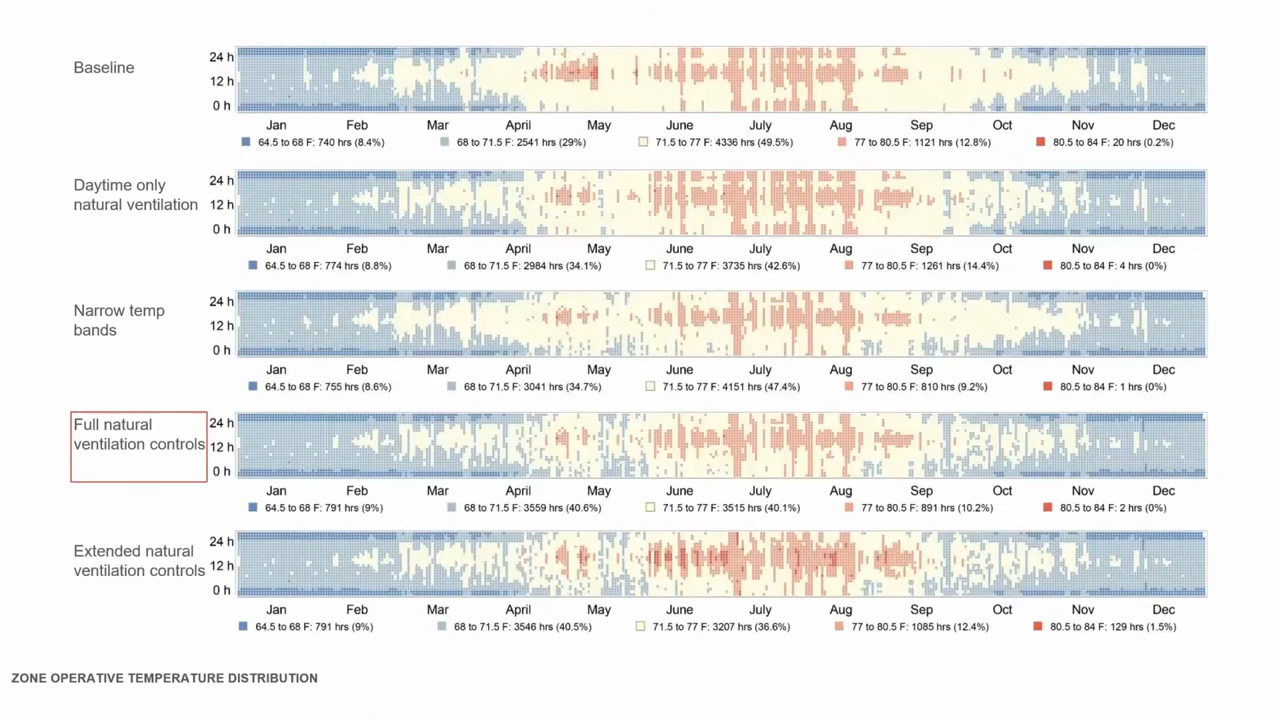 Baseline
24 h
12 h
0 h
Jan Feb Mar April May June July Aug Sep Oct Nov Dec
64.5 to 68 F: 740 hrs (8.4%) 68 to 71.5 F: 2541 hrs (29%) 71.5 to 77 F: 4336 hrs (49.5%) 77 to 80.5 F: 1121 hrs (12.8%) 80.5 to 84 F: 20 hrs (0.2%)
Daytime only
natural ventilation
24 h
12 h
0 h
Jan Feb Mar April May June July Aug Sep Oct Nov Dec
64.5 to 68 F: 774 hrs (8.8%) 68 to 71.5 F: 2984 hrs (34.1%) 71.5 to 77 F: 3735 hrs (42.6%) 77 to 80.5 F: 1261 hrs (14.4%) 80.5 to 84 F: 4 hrs (0%)
Narrow temp
bands
24 h
12 h
0 h
Jan Feb Mar April May June July Aug Sep Oct Nov Dec
64.5 to 68 F: 755 hrs (8.6%) 68 to 71.5 F: 3041 hrs (34.7%) 71.5 to 77 F: 4151 hrs (47.4%) 77 to 80.5 F: 810 hrs (9.2%) 80.5 to 84 F: 1 hrs (0%)
Full natural
ventilation controls
24 h
12 h
0 h
Jan Feb Mar April May June July Aug Sep Oct Nov Dec
64.5 to 68 F: 791 hrs (9%) 68 to 71.5 F: 3559 hrs (40.6%) 71.5 to 77 F: 3515 hrs (40.1%) 77 to 80.5 F: 891 hrs (10.2%) 80.5 to 84 F: 2 hrs (0%)
Extended natural
ventilation controls
24 h
12 h
0 h
Jan Feb Mar April May June July Aug Sep Oct Nov Dec
64.5 to 68 F: 791 hrs (9%) 68 to 71.5 F: 3546 hrs (40.5%) 71.5 to 77 F: 3207 hrs (36.6%) 77 to 80.5 F: 1085 hrs (12.4%) 80.5 to 84 F: 129 hrs (1.5%)
ZONE OPERATIVE TEMPERATURE DISTRIBUTION